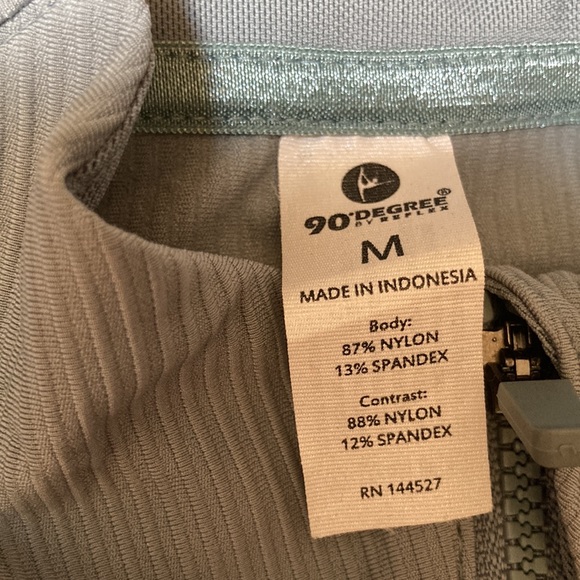 90°DEGREE®
BY REFLEX
M
MADE IN INDONESIA
Body:
87% NYLON
13% SPANDEX
Contrast:
88% NYLON
12% SPANDEX
RN 144527